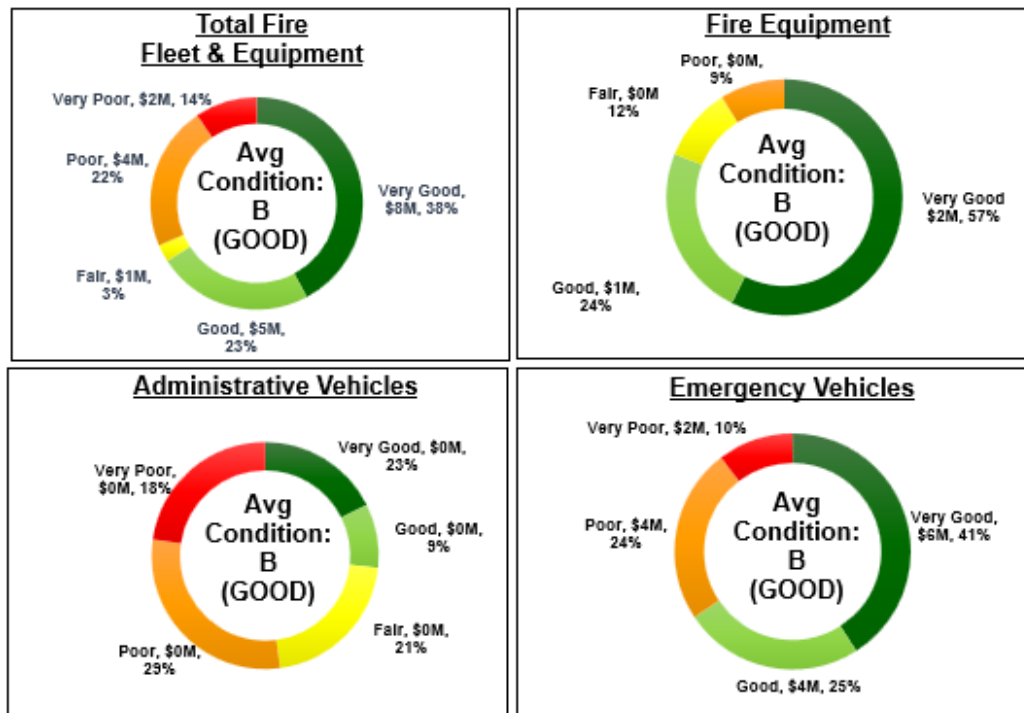 Total Fire
Fleet & Equipment
Very Poor, $2M, 14%
Poor, $4M,
22%
Fair, $1M,
3%
Good, $5M,
23%
Very Good,
$8M, 38%
Avg
Condition:
B
(GOOD)
Fire Equipment
Poor, $0M,
9%
Fair, $0M
12%
Good, $1M,
24%
Very Good
$2M, 57%
Avg
Condition:
B
(GOOD)
Administrative Vehicles
Very Poor,
$0M, 18%
Very Good, $0M,
23%
Good, $0M,
9%
Fair, $0M,
21%
Poor, $0M,
29%
Avg
Condition:
B
(GOOD)
Emergency Vehicles
Very Poor, $2M, 10%
Poor, $4M,
24%
Very Good,
$6M, 41%
Good, $4M, 25%
Avg
Condition:
B
(GOOD)